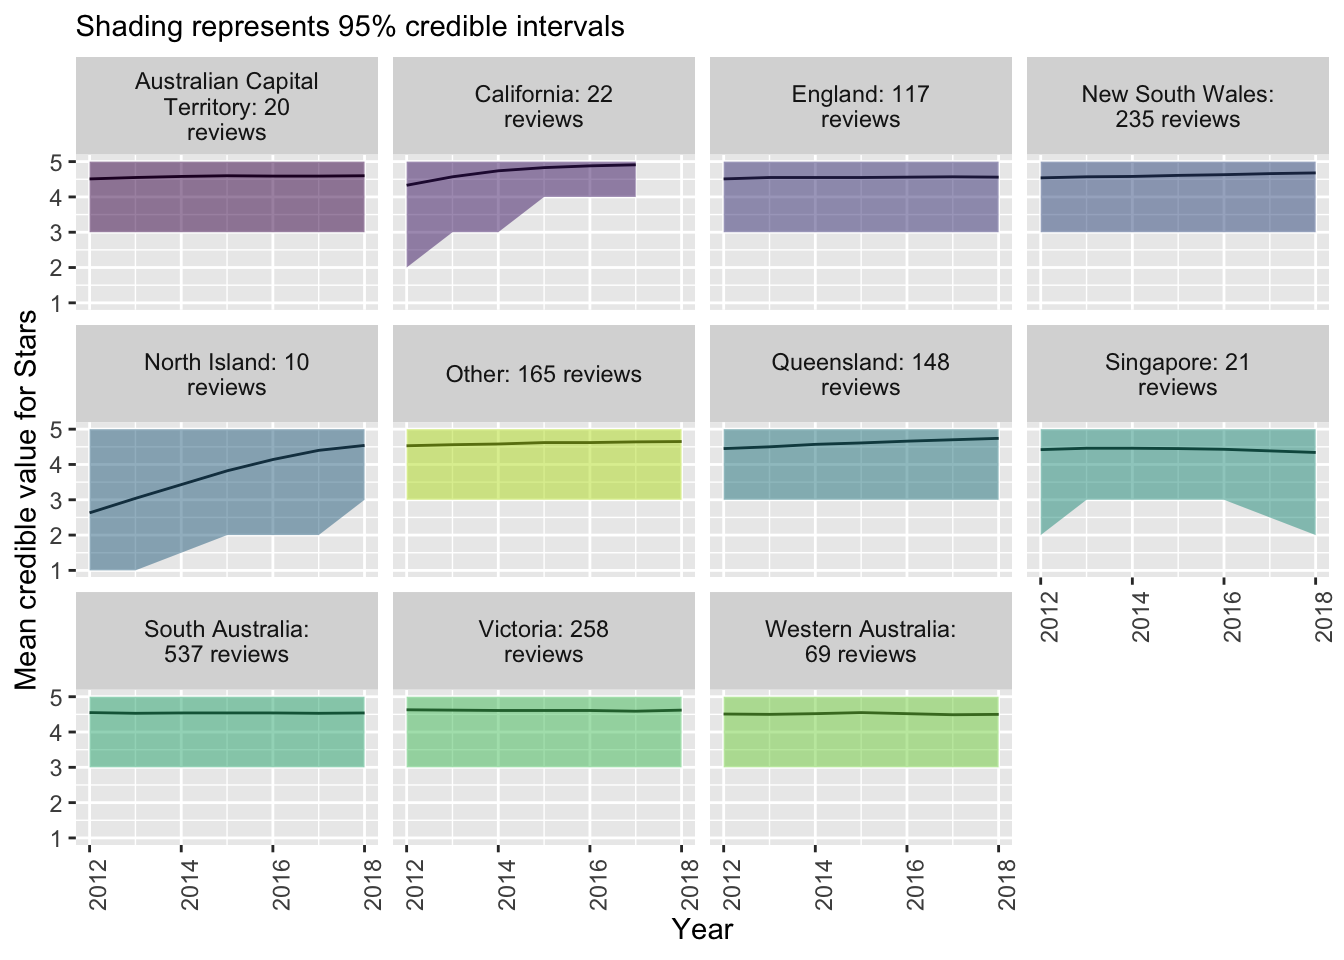 Shading represents 95% credible intervals
Australian Capital
Territory: 20
reviews
California: 22
reviews
England: 117
reviews
New South Wales:
235 reviews
5
4
3
2
1
North Island: 10
reviews
Other: 165 reviews
Queensland: 148
reviews
Singapore: 21
reviews
5
4
3
2
1
2012
2014
2016
2018
South Australia:
537 reviews
Victoria: 258
reviews
Western Australia:
69 reviews
5
4
3
2
1
2012
2014
2016
2018
2012
2014
2016
2018
2012
2014
2016
2018
Mean credible value for Stars
Year